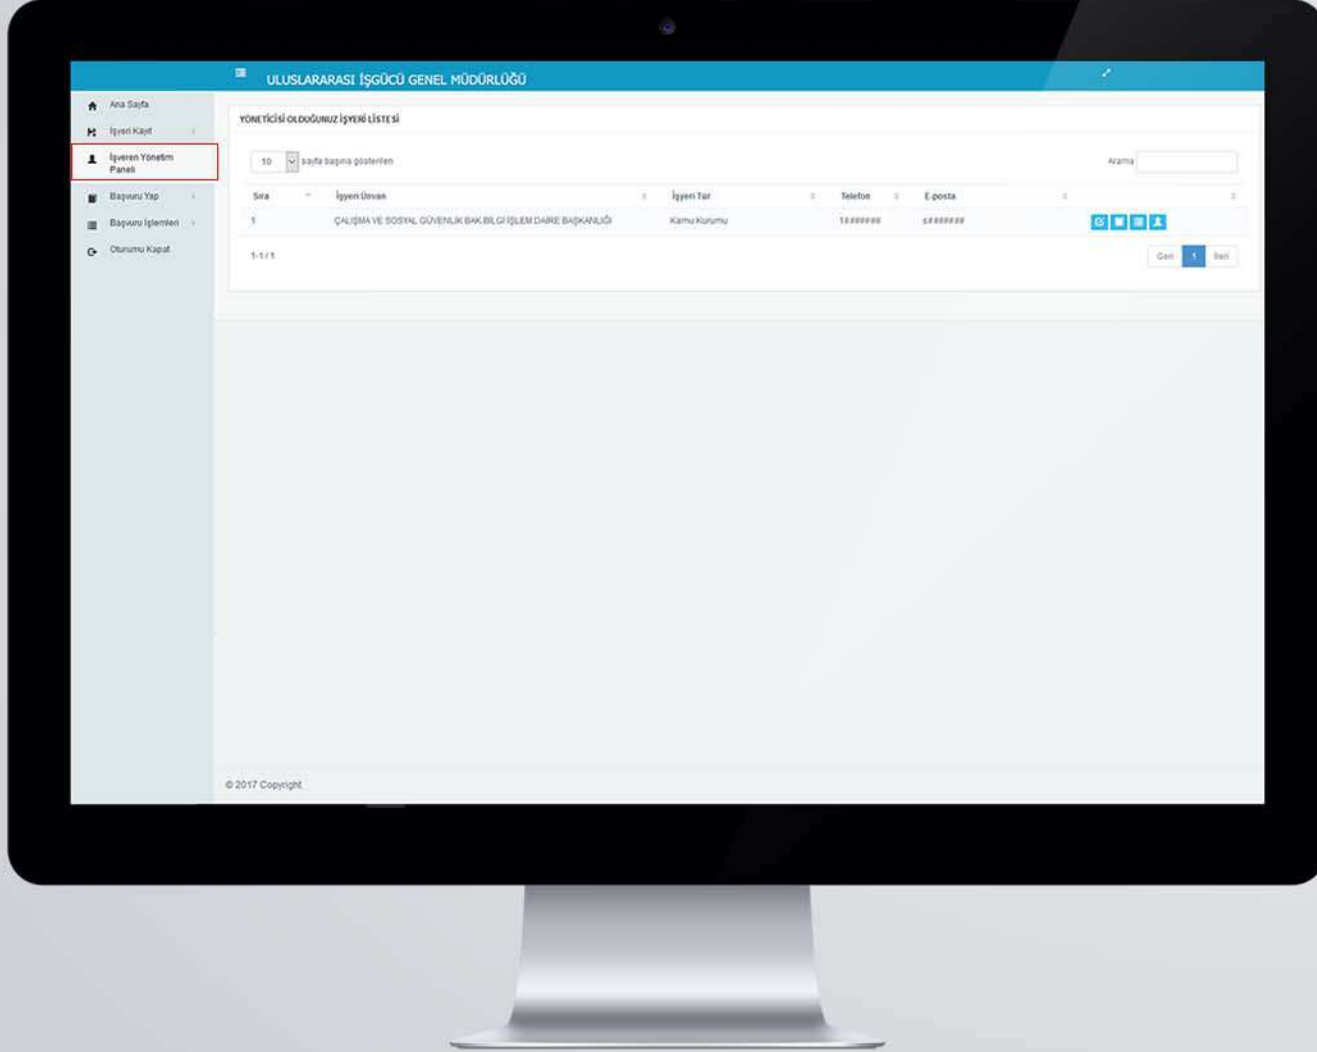 ULUSLARARASI İŞGÜCÜ GENEL MÜDÜRLÜĞÜ
Ana Sayfa
İşyeri Kayıt
İşveren Yönetim
Paneli
Başvuru Yap
Başvuru İşlemleri
Oturumu Kapat
YÖNETİCİSİ OLDUĞUNUZ İŞYERİ LİSTESİ
10 sayfa başına gösterilen
Arama
Sıra İşyeri Ünvan İşyeri Tür Telefon E-posta
1 ÇALIŞMA VE SOSYAL GÜVENLİK BAK BİLGİ İŞLEM DAİRE BAŞKANLIĞI Kamu Kurumu
1-1 / 1
Geri 1 İleri
© 2017 Copyright